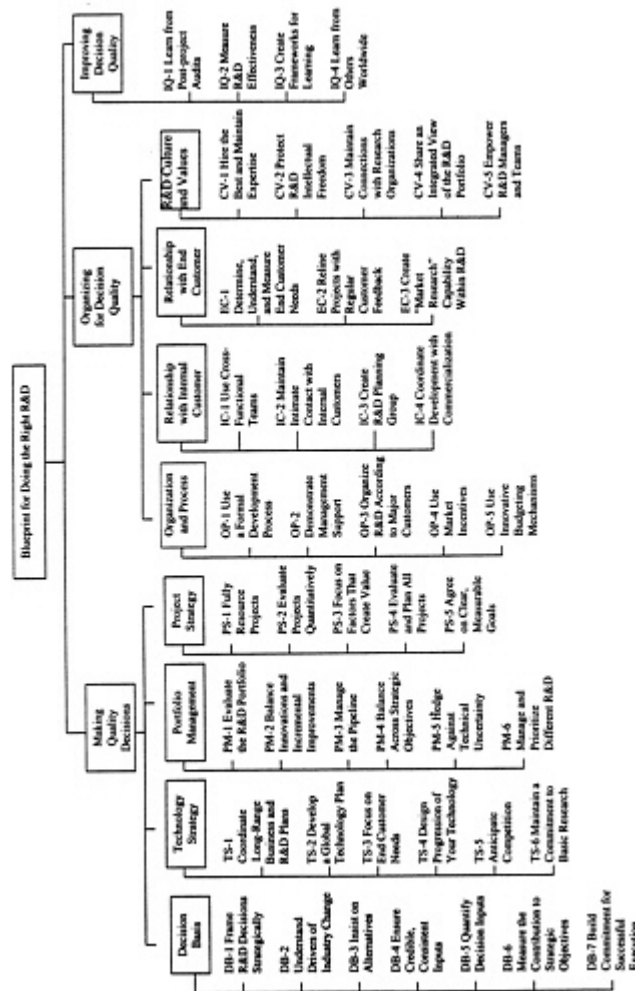 Blueprint for Doing the Right R&D
Making
Quality
Decisions
Organizing
for Decision
Quality
Improving
Decision
Quality
Decision
Basis
DB-1 Frame
R&D Decisions
Strategically
DB-2
Understand
Drivers of
Industry Change
DB-3 Insist on
Alternatives
DB-4 Ensure
Credible,
Consistent
Inputs
DB-5 Quantify
Decision Inputs
DB-6
Measure the
Contribution to
Strategic
Objectives
DB-7 Build
Commitment for
Successful
Execution
Technology
Strategy
TS-1
Coordinate
Long-Range
Business and
R&D Plans
TS-2 Develop
a Global
Technology Plan
TS-3 Focus on
End Customer
Needs
TS-4 Design
Progression of
Your Technology
TS-5
Anticipate
Competition
TS-6 Maintain a
Commitment to
Basic Research
Portfolio
Management
PM-1 Evaluate
the R&D Portfolio
PM-2 Balance
Innovations and
Incremental
Improvements
PM-3 Manage
the Pipeline
PM-4 Balance
Across Strategic
Objectives
PM-5 Hedge
Against
Technical
Uncertainty
PM-6
Manage and
Prioritize
Different R&D
Project
Strategy
PS-1 Fully
Resource
Projects
PS-2 Evaluate
Projects
Quantitatively
PS-3 Focus on
Factors That
Create Value
PS-4 Evaluate
and Plan All
Projects
PS-5 Agree
on Clear,
Measurable
Goals
Organization
and Process
OP-1 Use
a Formal
Development
Process
OP-2
Demonstrate
Management
Support
OP-3 Organize
R&D According
to Major
Customers
OP-4 Use
Market
Incentives
OP-5 Use
Innovative
Budgeting
Mechanisms
Relationship
with Internal
Customer
IC-1 Use Cross-
Functional
Teams
IC-2 Maintain
Intimate
Contact with
Internal
Customers
IC-3 Create
R&D Planning
Group
IC-4 Coordinate
Development with
Commercialization
Relationship
with End
Customer
EC-1
Determine,
Understand,
and Measure
End Customer
Needs
EC-2 Refine
Projects with
Regular
Customer
Feedback
EC-3 Create
"Market
Research"
Capability
Within R&D
R&D Culture
and Values
CV-1 Hire the
Best and Maintain
Expertise
CV-2 Protect
R&D
Intellectual
Freedom
CV-3 Maintain
Connections
with Research
Organizations
CV-4 Share an
Integrated View
of the R&D
Portfolio
CV-5 Empower
R&D Managers
and Teams
IQ-1 Learn from
Post-project
Audits
IQ-2 Measure
R&D
Effectiveness
IQ-3 Create
Frameworks for
Learning
IQ-4 Learn from
Others
Worldwide